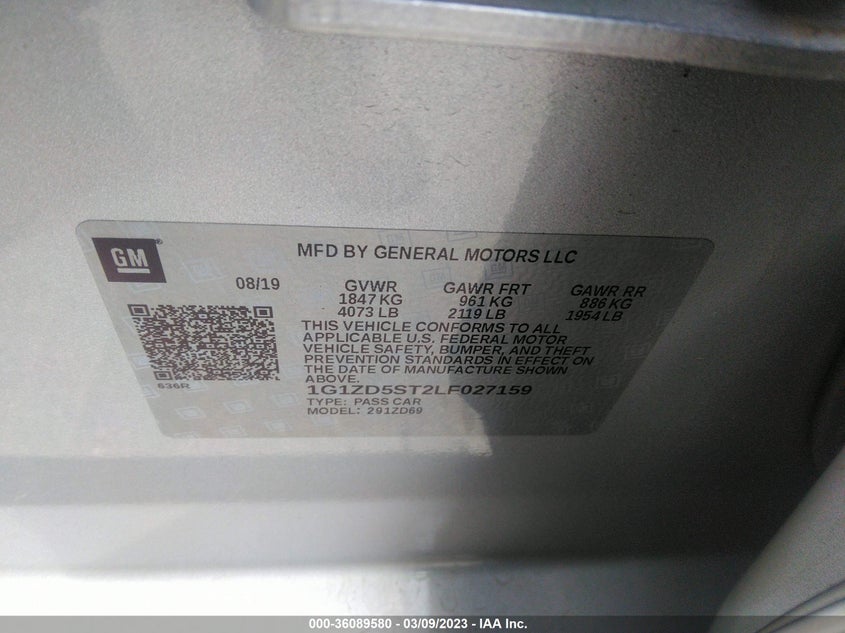 GM®
MFD BY GENERAL MOTORS LLC
08/19 GVWR GAWR FRT GAWR RR
1847 KG 961 KG 886 KG
4073 LB 2119 LB 1954 LB
THIS VEHICLE CONFORMS TO ALL
APPLICABLE U.S. FEDERAL MOTOR
VEHICLE SAFETY, BUMPER, AND THEFT
PREVENTION STANDARDS IN EFFECT ON
THE DATE OF MANUFACTURE SHOWN
ABOVE.
636R
1G1ZD5ST2LF027159
TYPE: PASS CAR
MODEL: 291ZD69
000-36089580 - 03/09/2023 - IAA Inc.